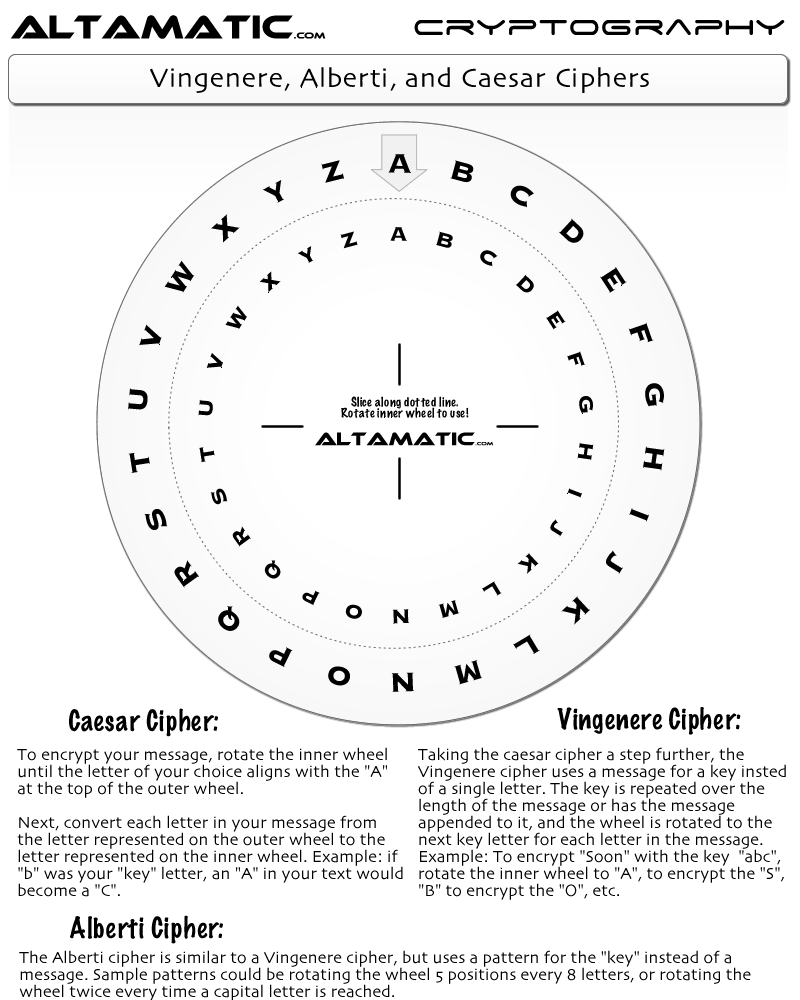 ALTAMATIC.COM CRYPTOGRAPHY
Vingenere, Alberti, and Caesar Ciphers
A B C D E F G H I J K L M N O P Q R S T U V W X Y Z
A B C D E F G H I J K L M N O P Q R S T U V W X Y Z
Slice along dotted line.
Rotate inner wheel to use!
ALTAMATIC.COM
Caesar Cipher:
To encrypt your message, rotate the inner wheel
until the letter of your choice aligns with the "A"
at the top of the outer wheel.
Next, convert each letter in your message from
the letter represented on the outer wheel to the
letter represented on the inner wheel. Example: if
"b" was your "key" letter, an "A" in your text would
become a "C".
Vingenere Cipher:
Taking the caesar cipher a step further, the
Vingenere cipher uses a message for a key insted
of a single letter. The key is repeated over the
length of the message or has the message
appended to it, and the wheel is rotated to the
next key letter for each letter in the message.
Example: To encrypt "Soon" with the key "abc",
rotate the inner wheel to "A", to encrypt the "S",
"B" to encrypt the "O", etc.
Alberti Cipher:
The Alberti cipher is similar to a Vingenere cipher, but uses a pattern for the "key" instead of a
message. Sample patterns could be rotating the wheel 5 positions every 8 letters, or rotating the
wheel twice every time a capital letter is reached.